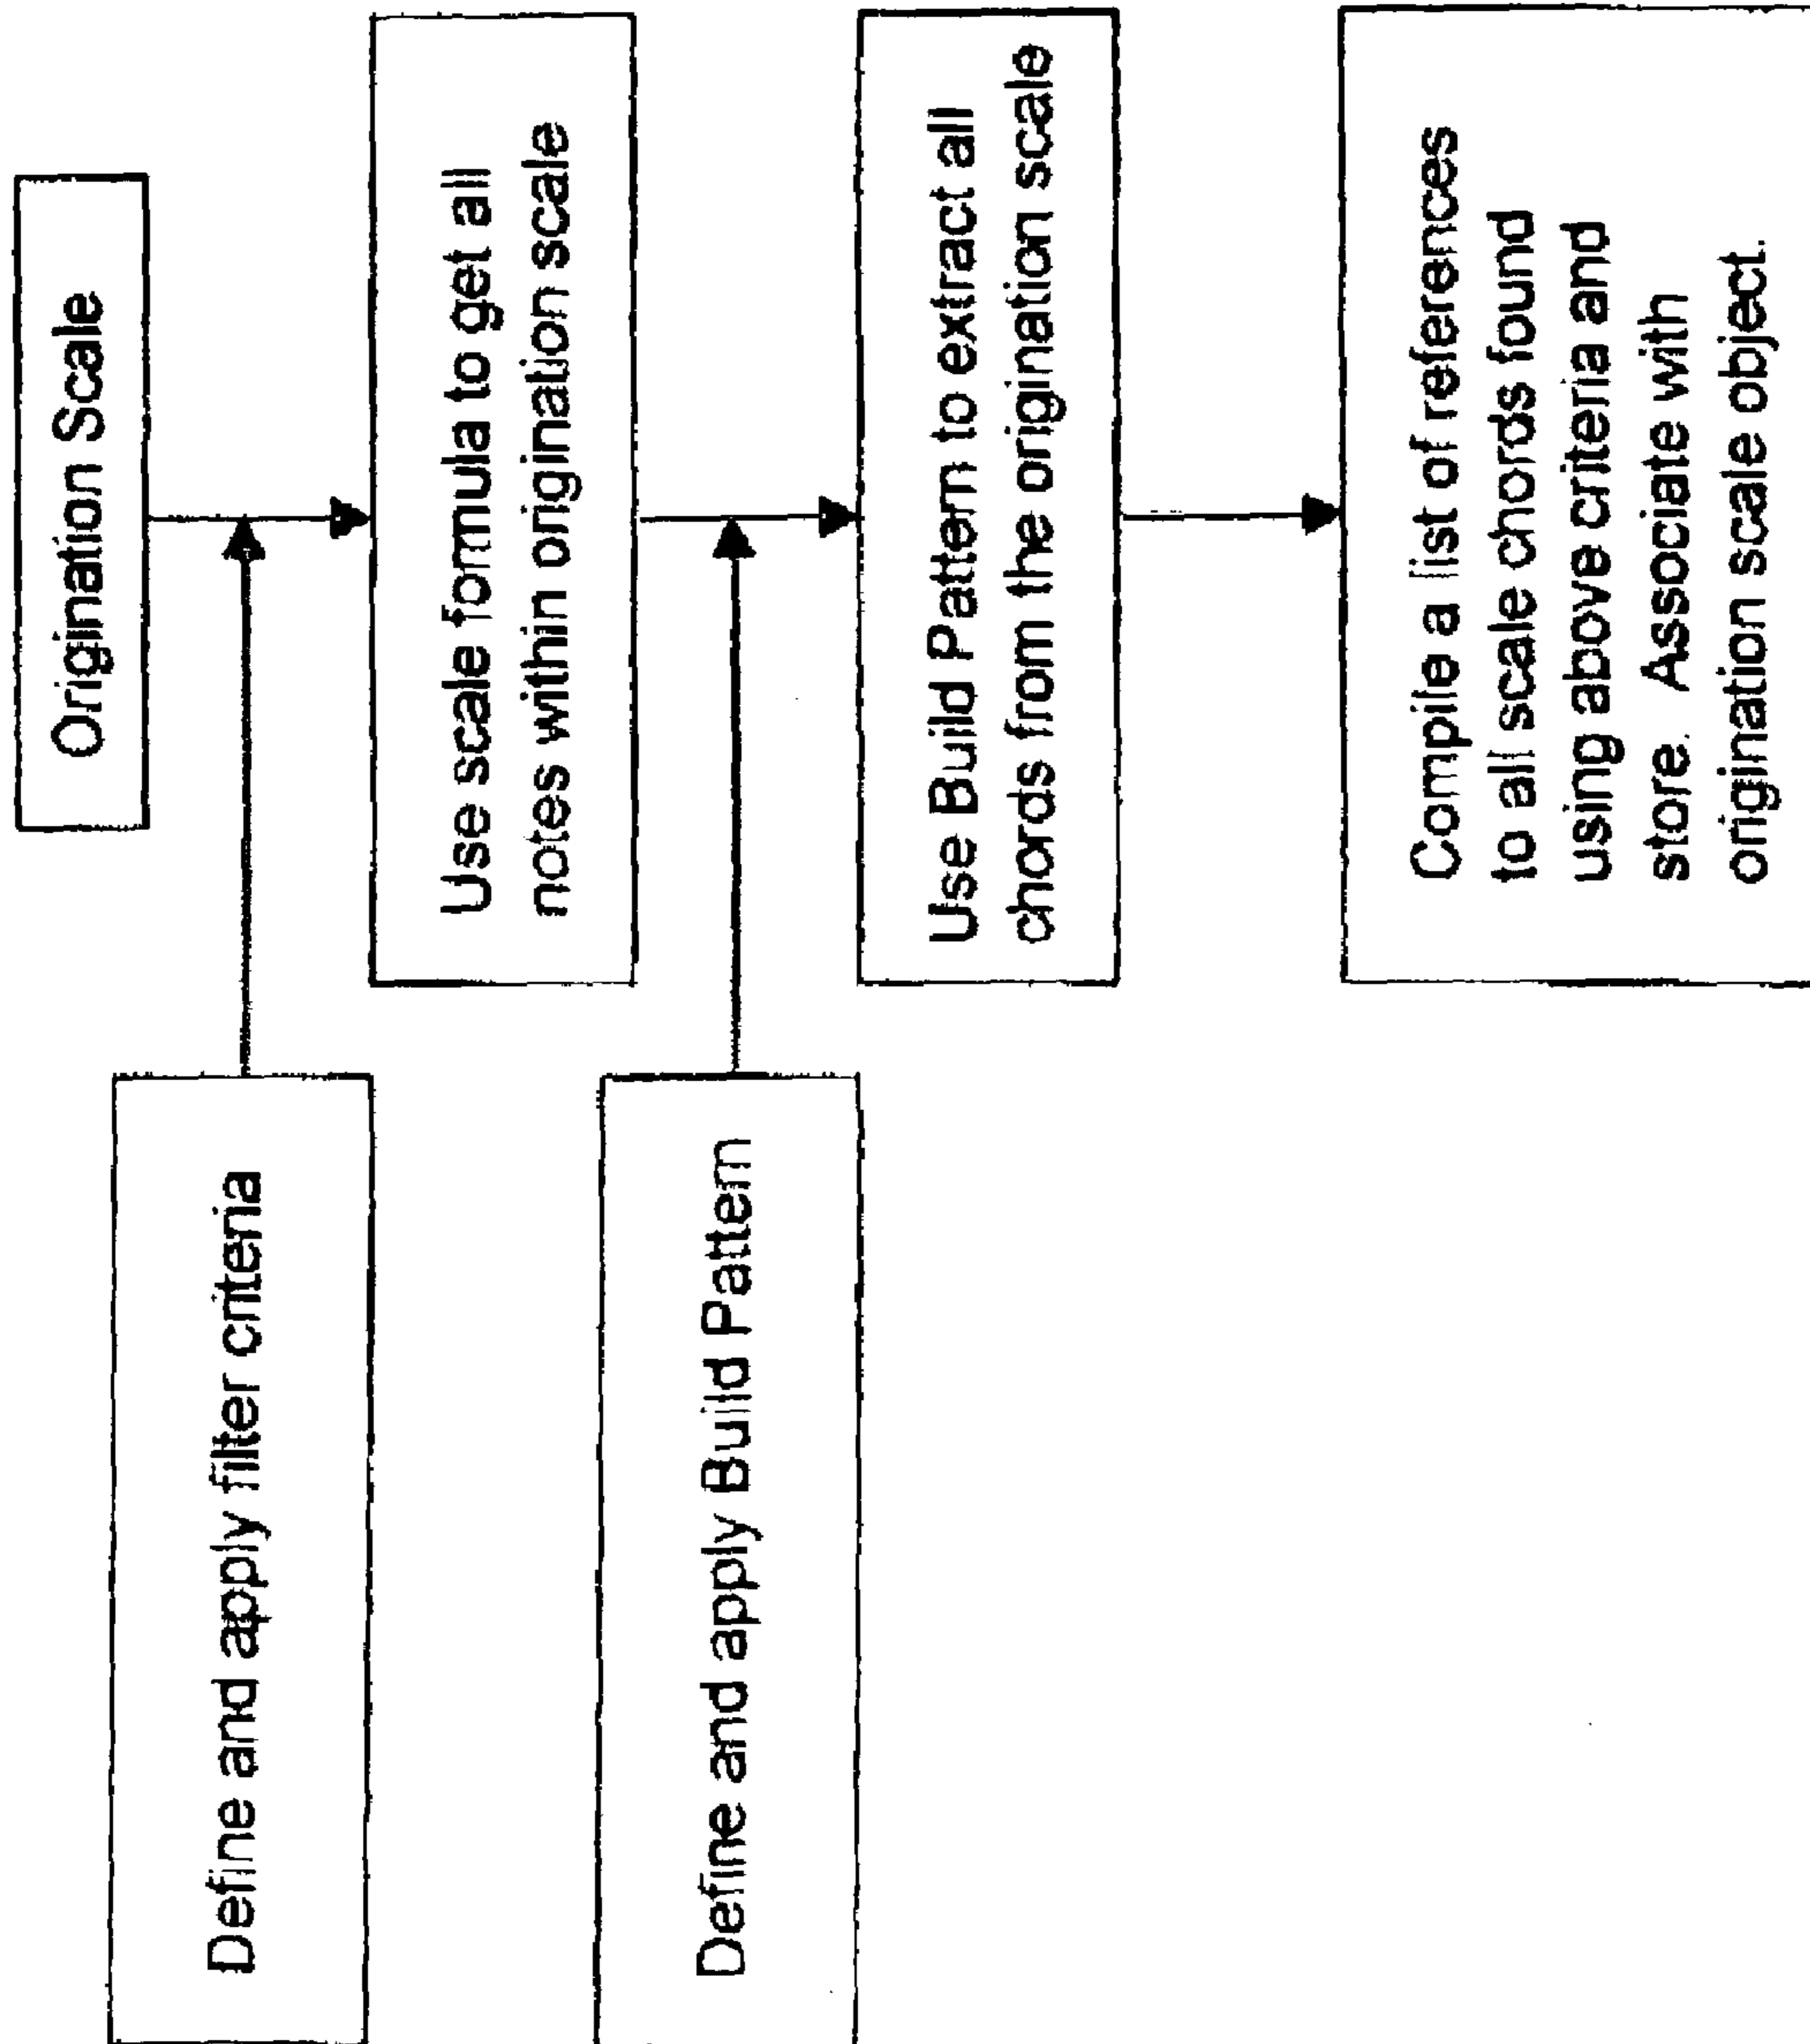 Origination Scale
Define and apply filter criteria
Use scale formula to get all
notes within origination scale
Define and apply Build Pattern
Use Build Pattern to extract all
chords from the origination scale
Compile a list of references
to all scale chords found
using above criteria and
store. Associate with
origination scale object.